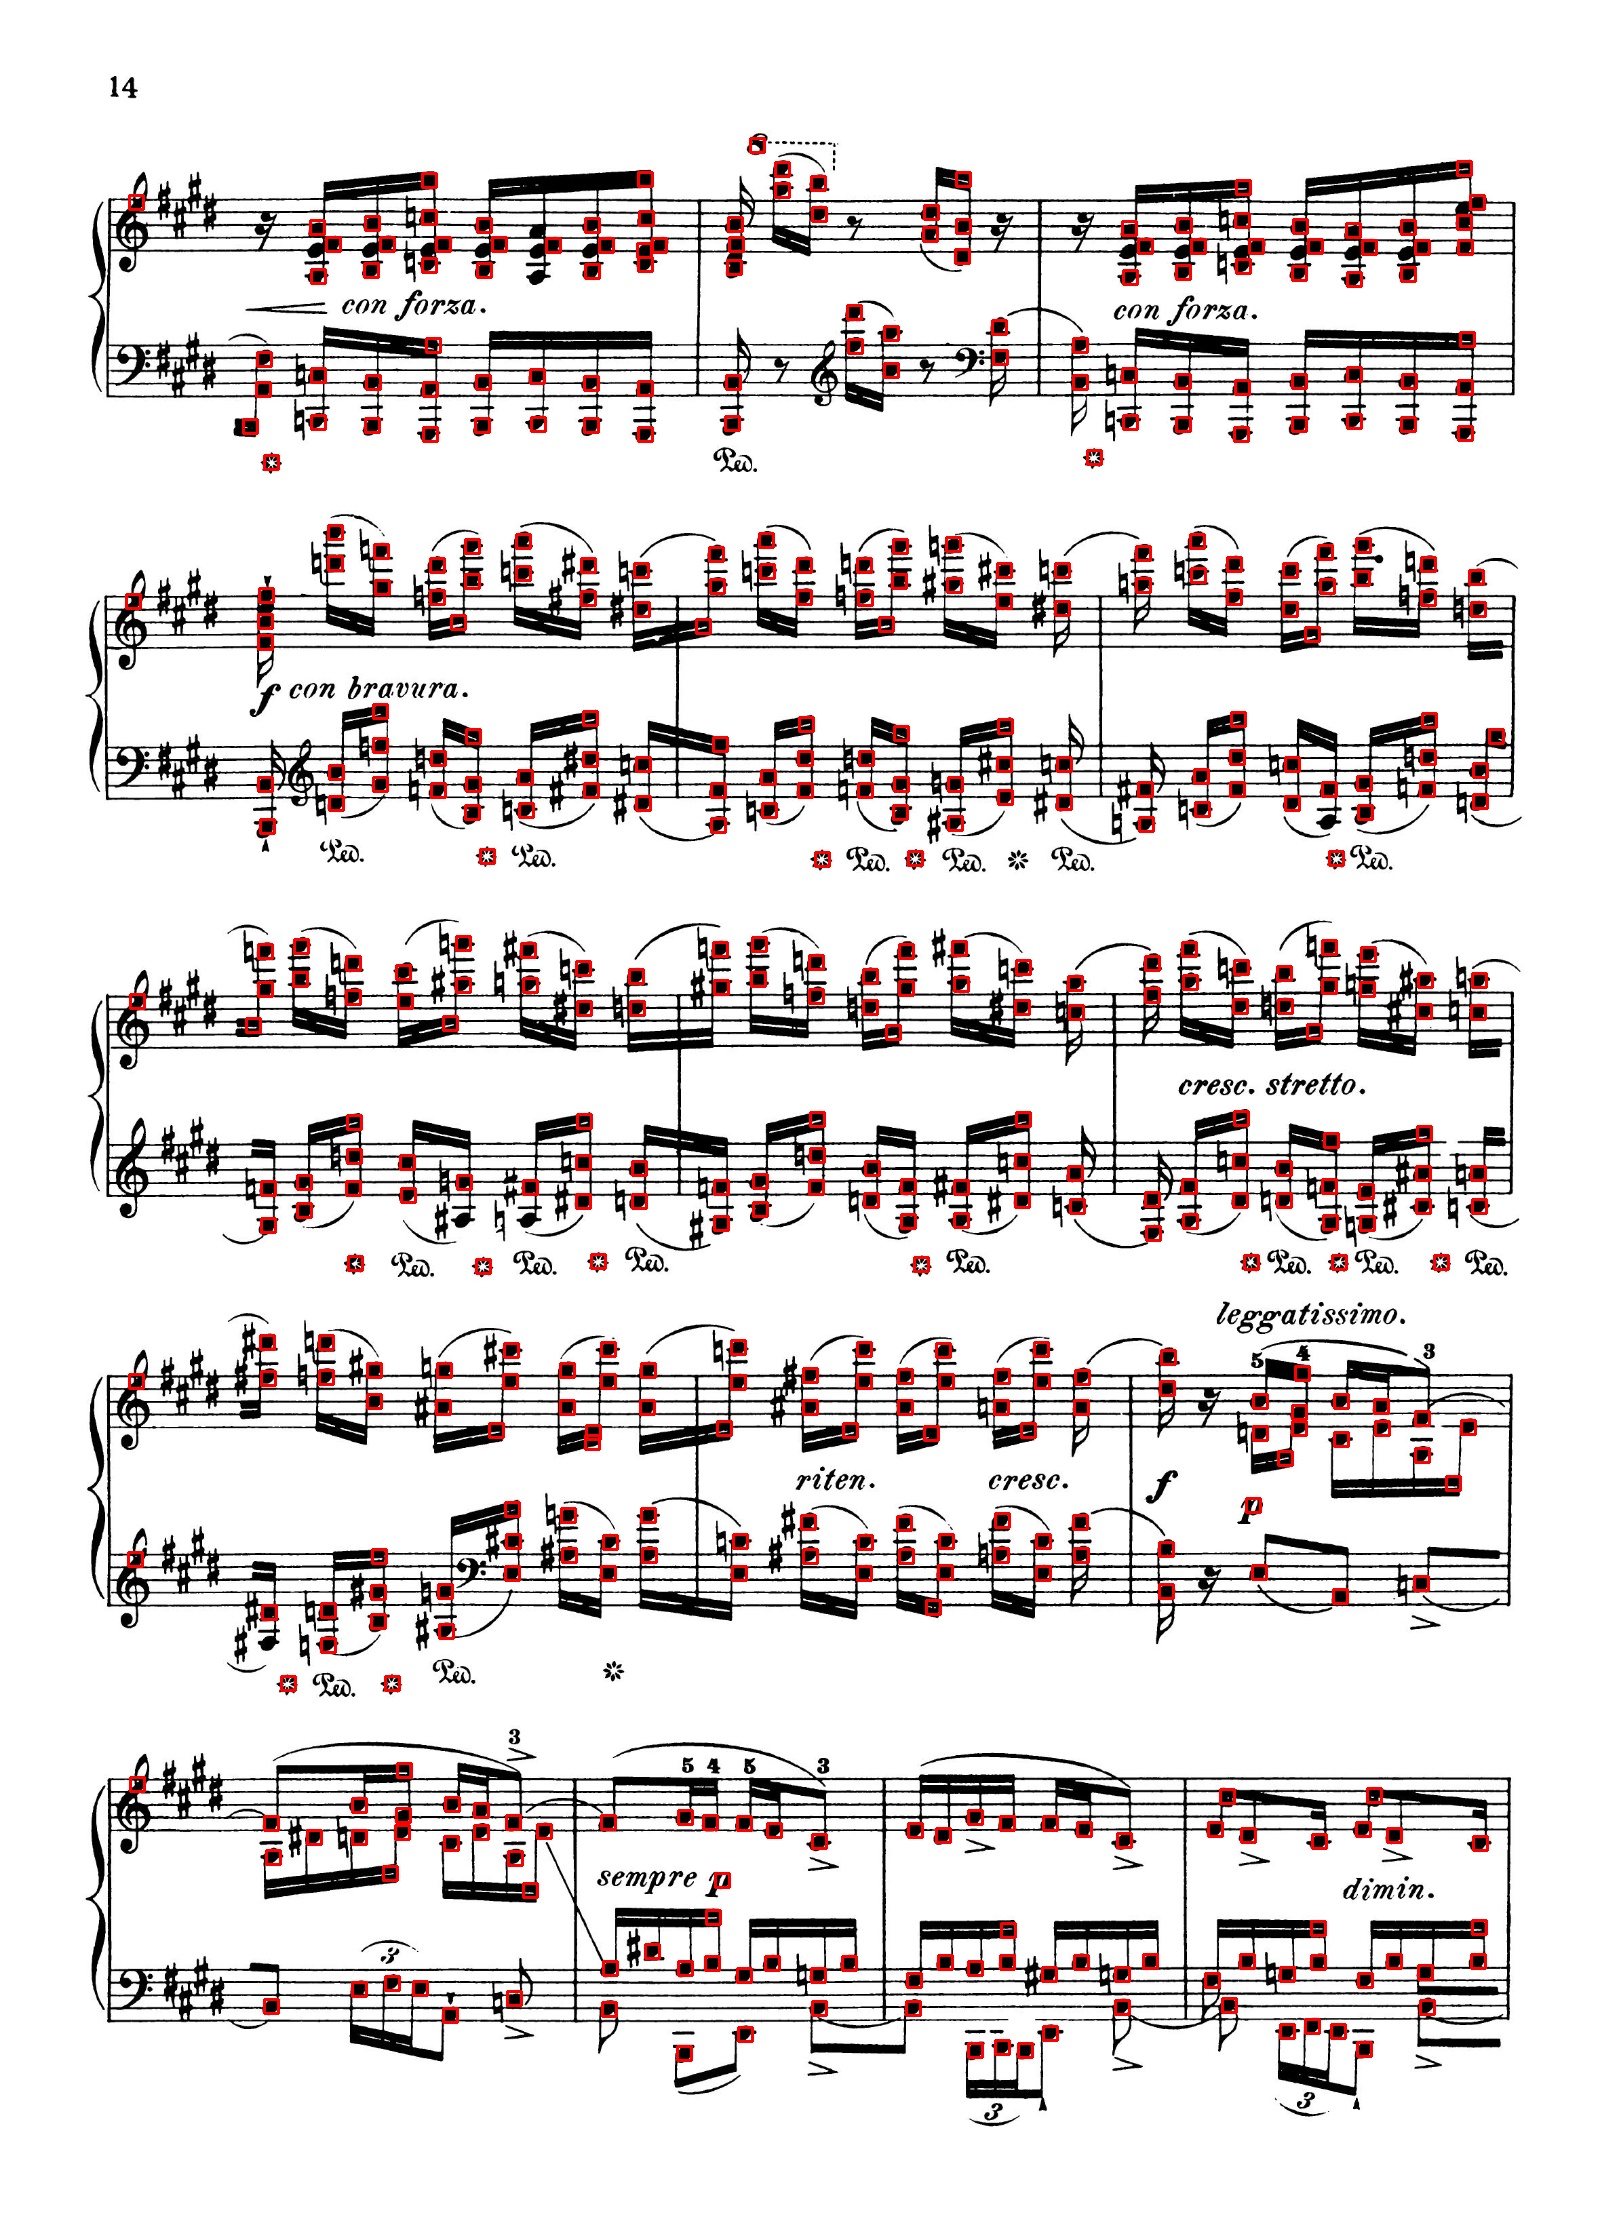 14
8
con forza.
con forza.
Ped.
f con bravura.
Ped. Ped. Ped. Ped. Ped. Ped.
cresc. stretto.
Ped. Ped. Ped. Ped. Ped. Ped. Ped.
leggatissimo.
5 4 3
riten. cresc. f
p
Ped. Ped.
3
5 4 5 3
sempre p
dimin.
3
3 3